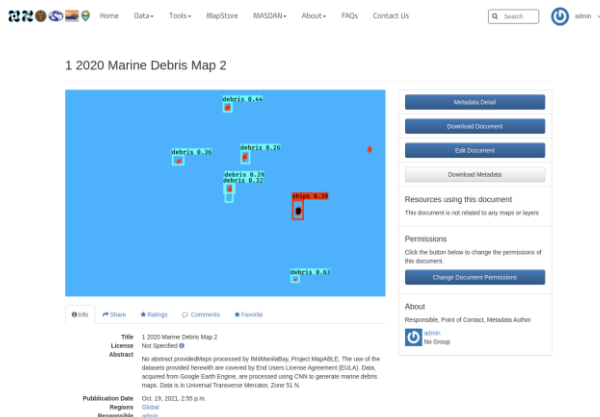 Home Data Tools MapStore MASDAN About FAQs Contact Us Search admin
1 2020 Marine Debris Map 2
debris 0.44
debris 0.36
debris 0.26
debris 0.29
debris 0.32
ships 0.39
debris 0.63
Metadata Detail
Download Document
Edit Document
Download Metadata
Resources using this document
This document is not related to any maps or layers
Permissions
Click the button below to change the permissions of
this document.
Change Document Permissions
About
Responsible, Point of Contact, Metadata Author
admin
No Group
Info Share Ratings Comments Favorite
Title 1 2020 Marine Debris Map 2
License Not Specified
Abstract
No abstract providedMaps processed by IM4ManilaBay, Project MapABLE. The use of the
datasets provided herewith are covered by End Users License Agreement (EULA). Data,
acquired from Google Earth Engine, are processed using CNN to generate marine debris
maps. Data is in Universal Transverse Mercator, Zone 51 N.
Publication Date Oct. 19, 2021, 2:55 p.m.
Regions Global
Responsible admin